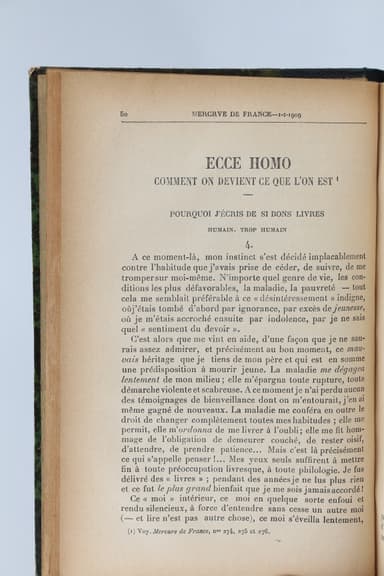 80 MERCVRE DE FRANCE—1-1-1909
ECCE HOMO
COMMENT ON DEVIENT CE QUE L'ON EST ¹
POURQUOI J'ÉCRIS DE SI BONS LIVRES
HUMAIN, TROP HUMAIN
4.
A ce moment-là, mon instinct s'est décidé implacablement
contre l'habitude que j'avais prise de céder, de suivre, de me
tromper sur moi-même. N'importe quel genre de vie, les con-
ditions les plus défavorables, la maladie, la pauvreté — tout
cela me semblait préférable à ce « désintéressement » indigne,
où j'étais tombé d'abord par ignorance, par excès de jeunesse,
où je m'étais accroché ensuite par indolence, par je ne sais
quel « sentiment du devoir ».
C'est alors que me vint en aide, d'une façon que je ne sau-
rais assez admirer, et précisément au bon moment, ce mau-
vais héritage que je tiens de mon père et qui est en somme
une prédisposition à mourir jeune. La maladie me dégagea
lentement de mon milieu ; elle m'épargna toute rupture, toute
démarche violente et scabreuse. A ce moment je n'ai perdu aucun
des témoignages de bienveillance dont on m'entourait, j'en ai
même gagné de nouveaux. La maladie me conféra en outre le
droit de changer complètement toutes mes habitudes ; elle me
permit, elle m'ordonna de me livrer à l'oubli ; elle me fit hom-
mage de l'obligation de demeurer couché, de rester oisif,
d'attendre, de prendre patience... Mais c'est là précisément
ce qui s'appelle penser !... Mes yeux seuls suffirent à mettre
fin à toute préoccupation livresque, à toute philologie. Je fus
délivré des « livres » ; pendant des années je ne lus plus rien
et ce fut le plus grand bienfait que je me sois jamais accordé !
Ce « moi » intérieur, ce moi en quelque sorte enfoui et
rendu silencieux, à force d'entendre sans cesse un autre moi
(— et lire n'est pas autre chose), ce moi s'éveilla lentement,
(1) Voy. Mercure de France, nos 274, 275 et 276.